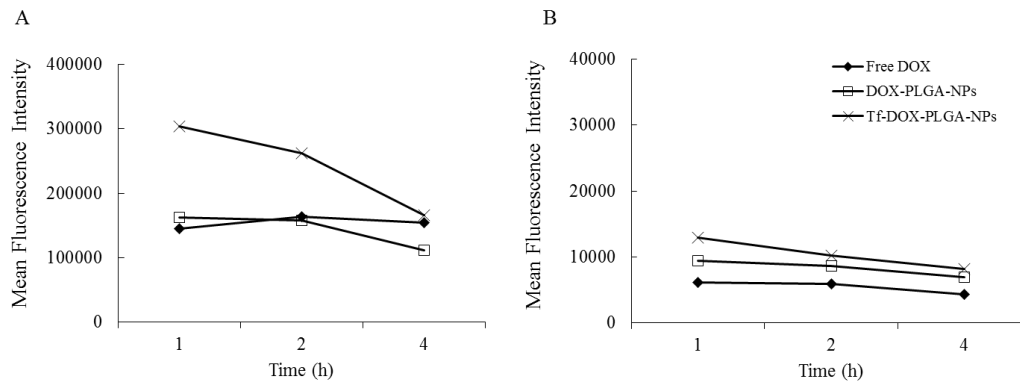 A
Mean Fluorescence Intensity
400000
300000
200000
100000
0
1 2 4
Time (h)
B
Mean Fluorescence Intensity
40000
30000
20000
10000
0
1 2 4
Time (h)
Free DOX
DOX-PLGA-NPs
Tf-DOX-PLGA-NPs